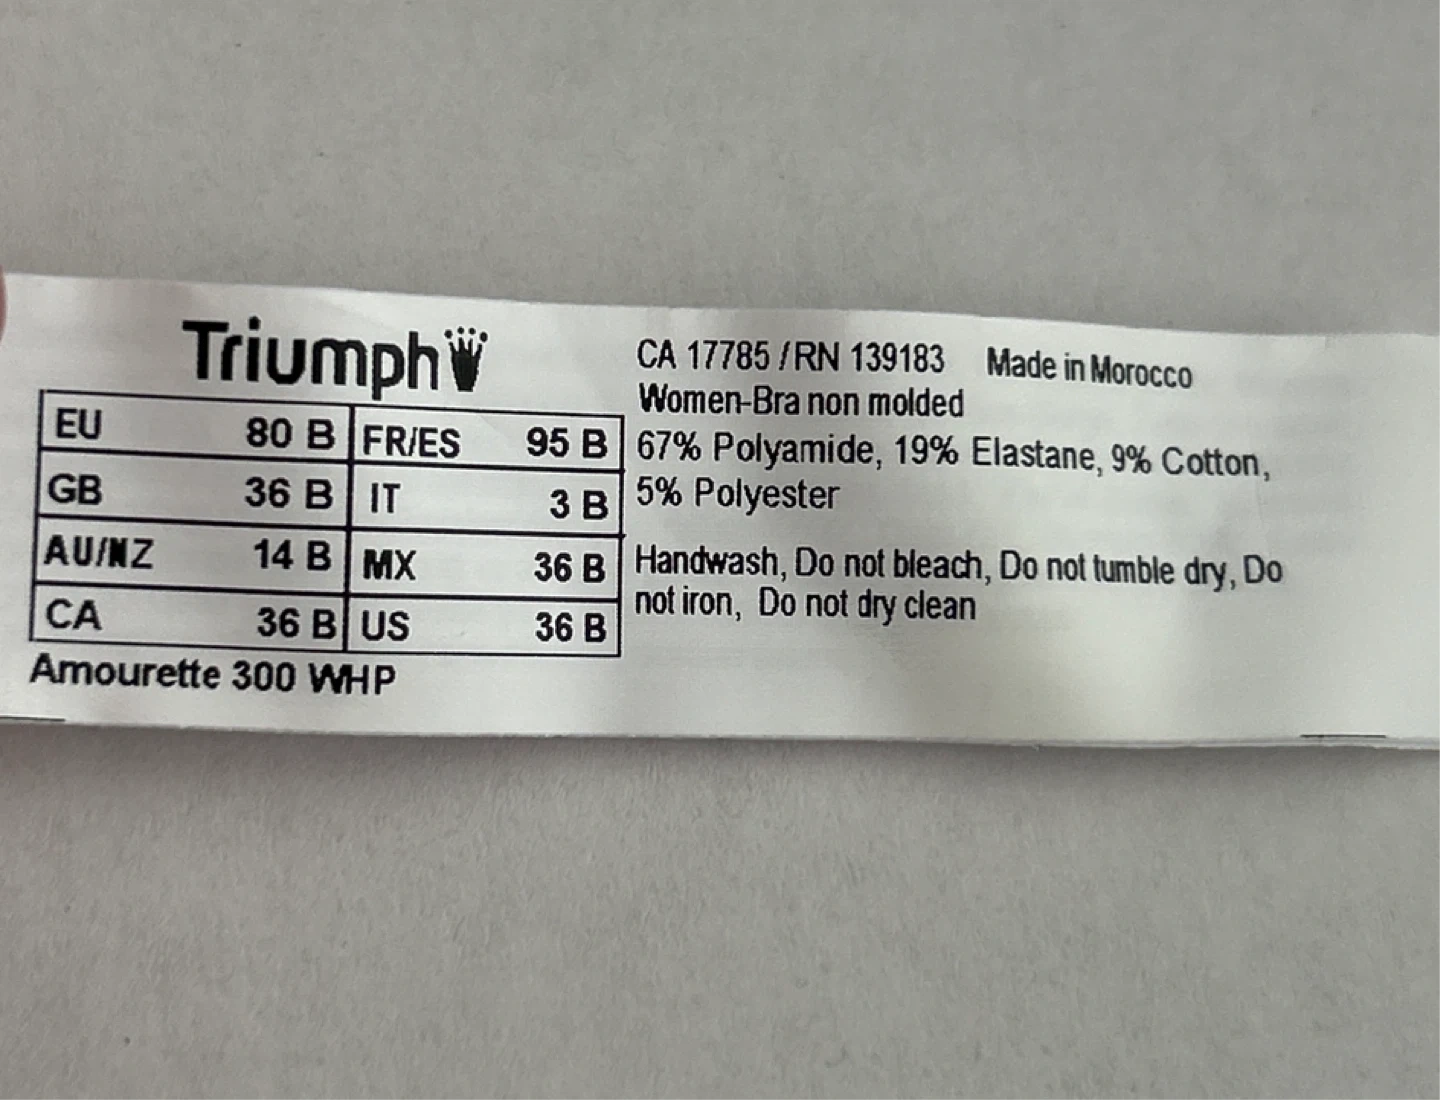 Triumph
EU 80 B FR/ES 95 B
GB 36 B IT 3 B
AU/NZ 14 B MX 36 B
CA 36 B US 36 B
Amourette 300 WHP
CA 17785 / RN 139183 Made in Morocco
Women-Bra non molded
67% Polyamide, 19% Elastane, 9% Cotton,
5% Polyester
Handwash, Do not bleach, Do not tumble dry, Do
not iron, Do not dry clean